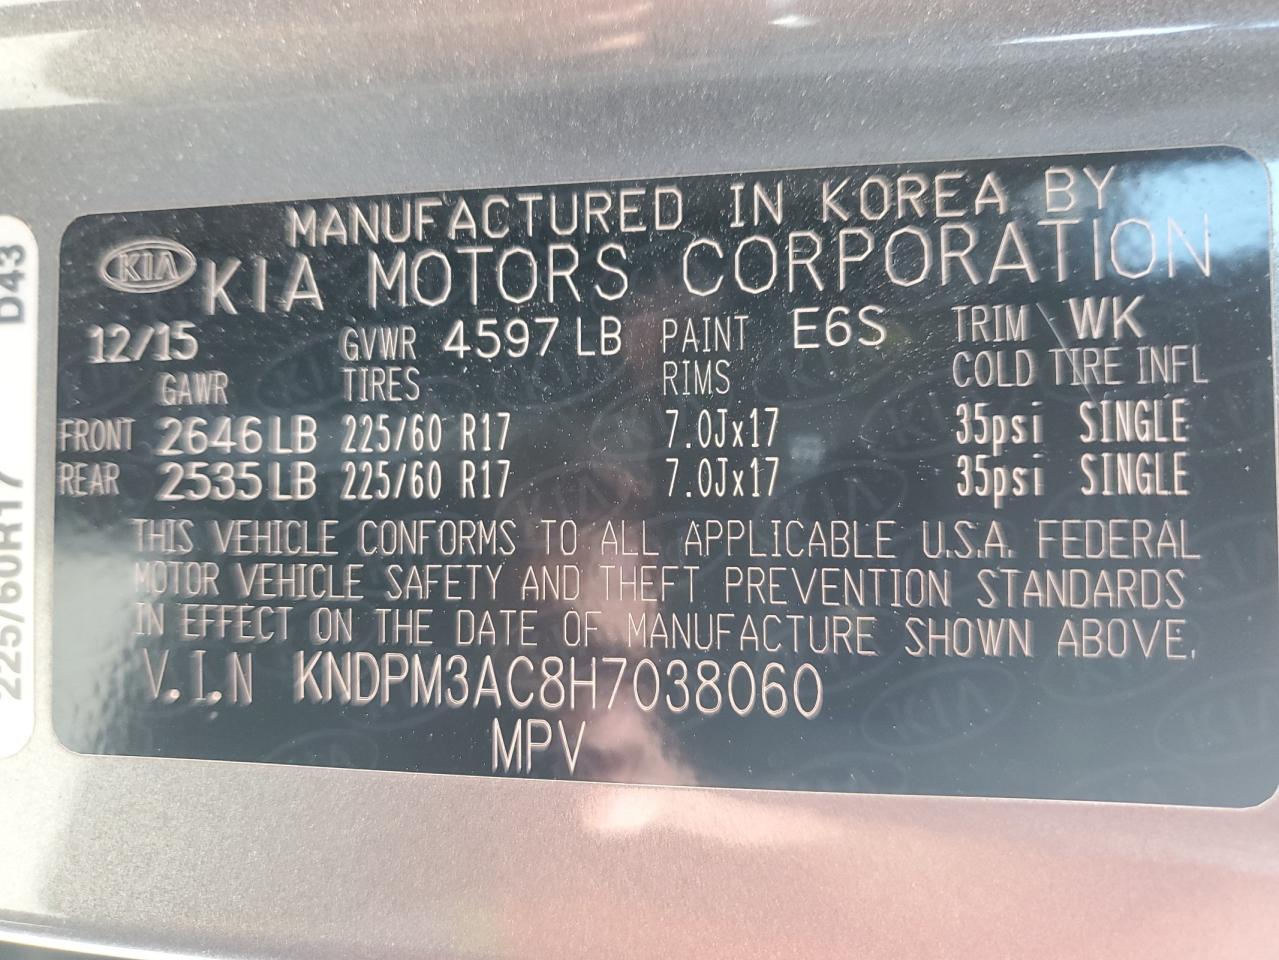 MANUFACTURED IN KOREA BY
KIA KIA MOTORS CORPORATION
12/15 GVWR 4597 LB PAINT E6S TRIM WK
GAWR TIRES RIMS COLD TIRE INFL
FRONT 2646 LB 225/60 R17 7.0Jx17 35psi SINGLE
REAR 2535 LB 225/60 R17 7.0Jx17 35psi SINGLE
THIS VEHICLE CONFORMS TO ALL APPLICABLE U.S.A. FEDERAL
MOTOR VEHICLE SAFETY AND THEFT PREVENTION STANDARDS
IN EFFECT ON THE DATE OF MANUFACTURE SHOWN ABOVE.
V.I.N KNDPM3AC8H7038060
MPV
225/60R17 D43